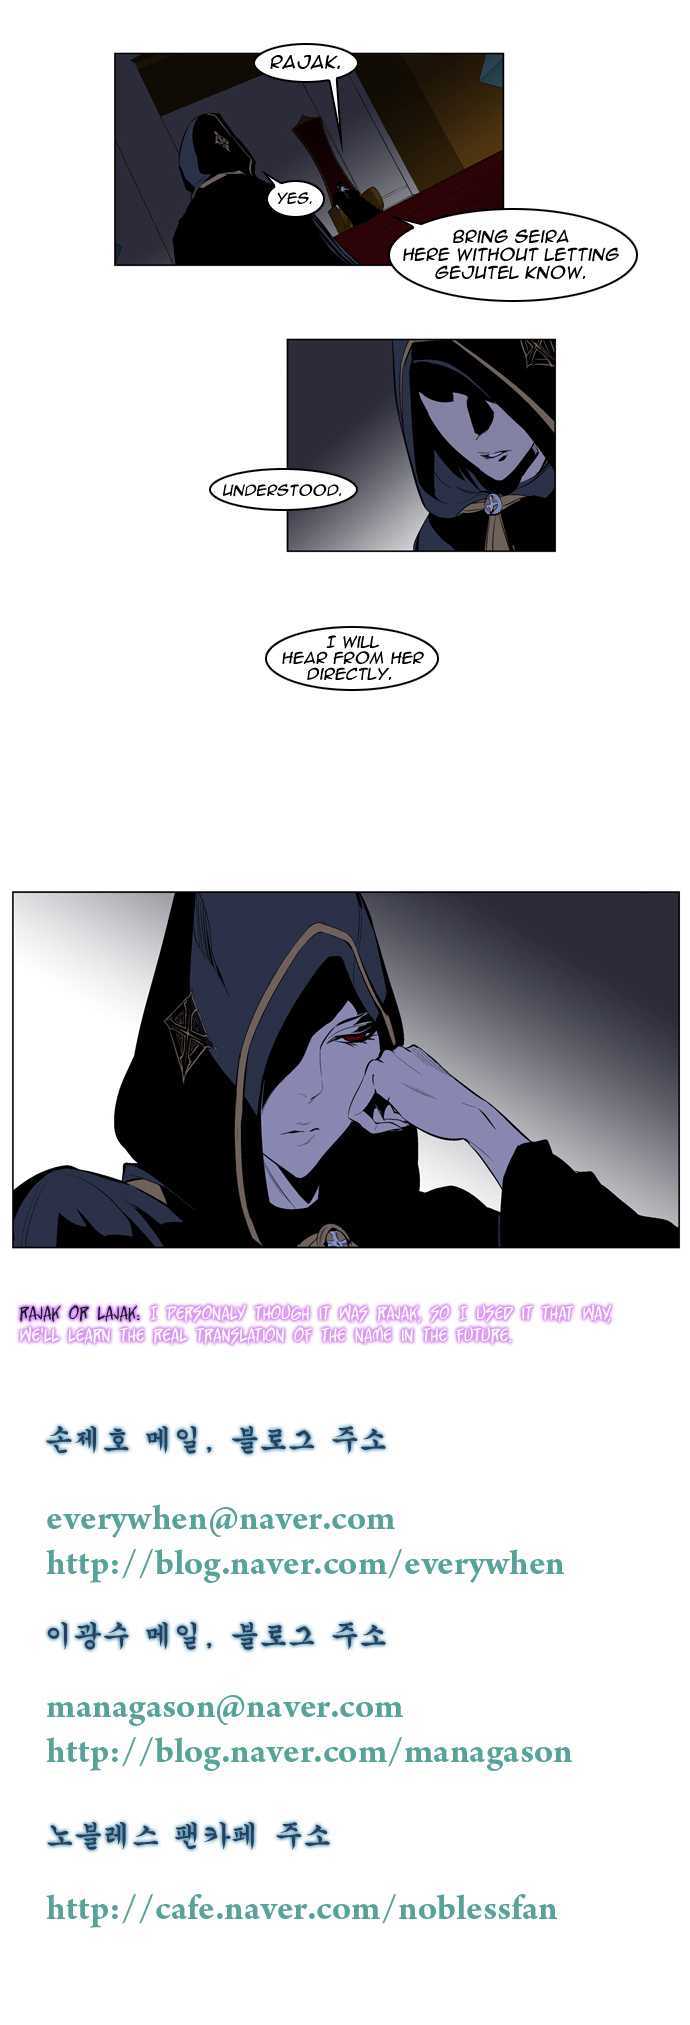 RAJAK.
YES.
BRING SEIRA
HERE WITHOUT LETTING
GEJUTEL KNOW.
UNDERSTOOD.
I WILL
HEAR FROM HER
DIRECTLY.
RAJAK OR LAJAK: I PERSONALY THOUGH IT WAS RAJAK, SO I USED IT THAT WAY,
WE'LL LEARN THE REAL TRANSLATION OF THE NAME IN THE FUTURE.
손제호 메일, 블로그 주소
everywhen@naver.com
http://blog.naver.com/everywhen
이광수 메일, 블로그 주소
managason@naver.com
http://blog.naver.com/managason
노블레스 팬카페 주소
http://cafe.naver.com/noblessfan